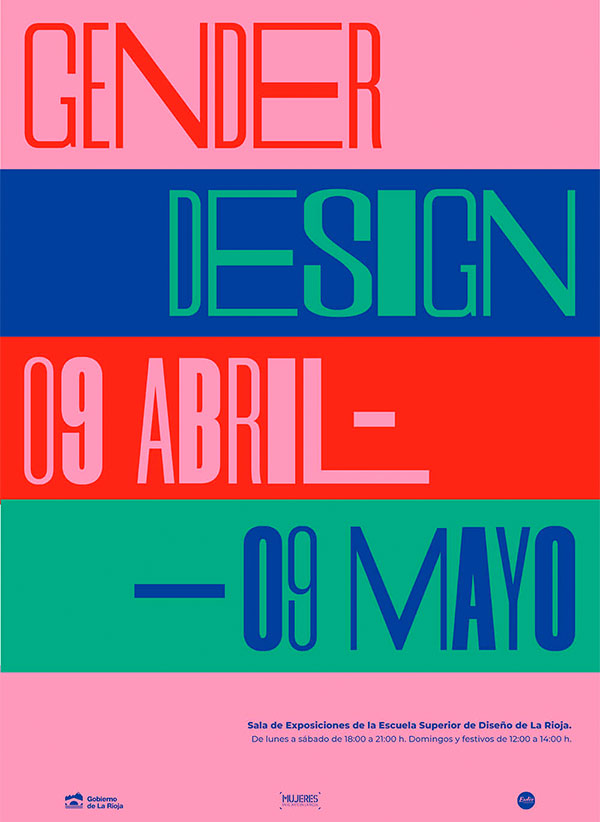 GENDER
DESIGN
09 ABRIL-
—09 MAYO
Sala de Exposiciones de la Escuela Superior de Diseño de La Rioja.
De lunes a sábado de 18:00 a 21:00 h. Domingos y festivos de 12:00 a 14:00 h.
Gobierno
de La Rioja
MUJERES
Esdir